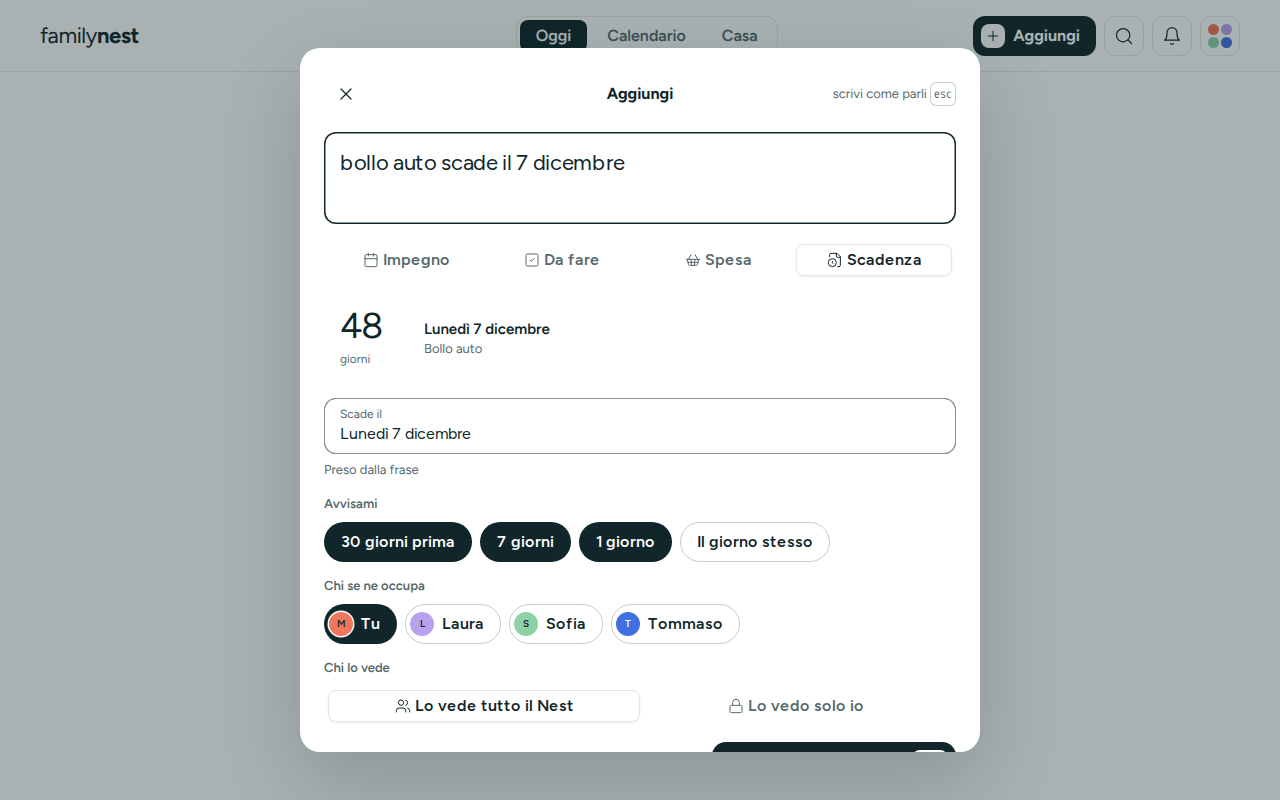 familynest
Oggi
Calendario
Casa
Aggiungi
Aggiungi
scrivi come parli esc
bollo auto scade il 7 dicembre
Impegno
Da fare
Spesa
Scadenza
48
giorni
Lunedì 7 dicembre
Bollo auto
Scade il
Lunedì 7 dicembre
Preso dalla frase
Avvisami
30 giorni prima
7 giorni
1 giorno
Il giorno stesso
Chi se ne occupa
M Tu
L Laura
S Sofia
T Tommaso
Chi lo vede
Lo vede tutto il Nest
Lo vedo solo io